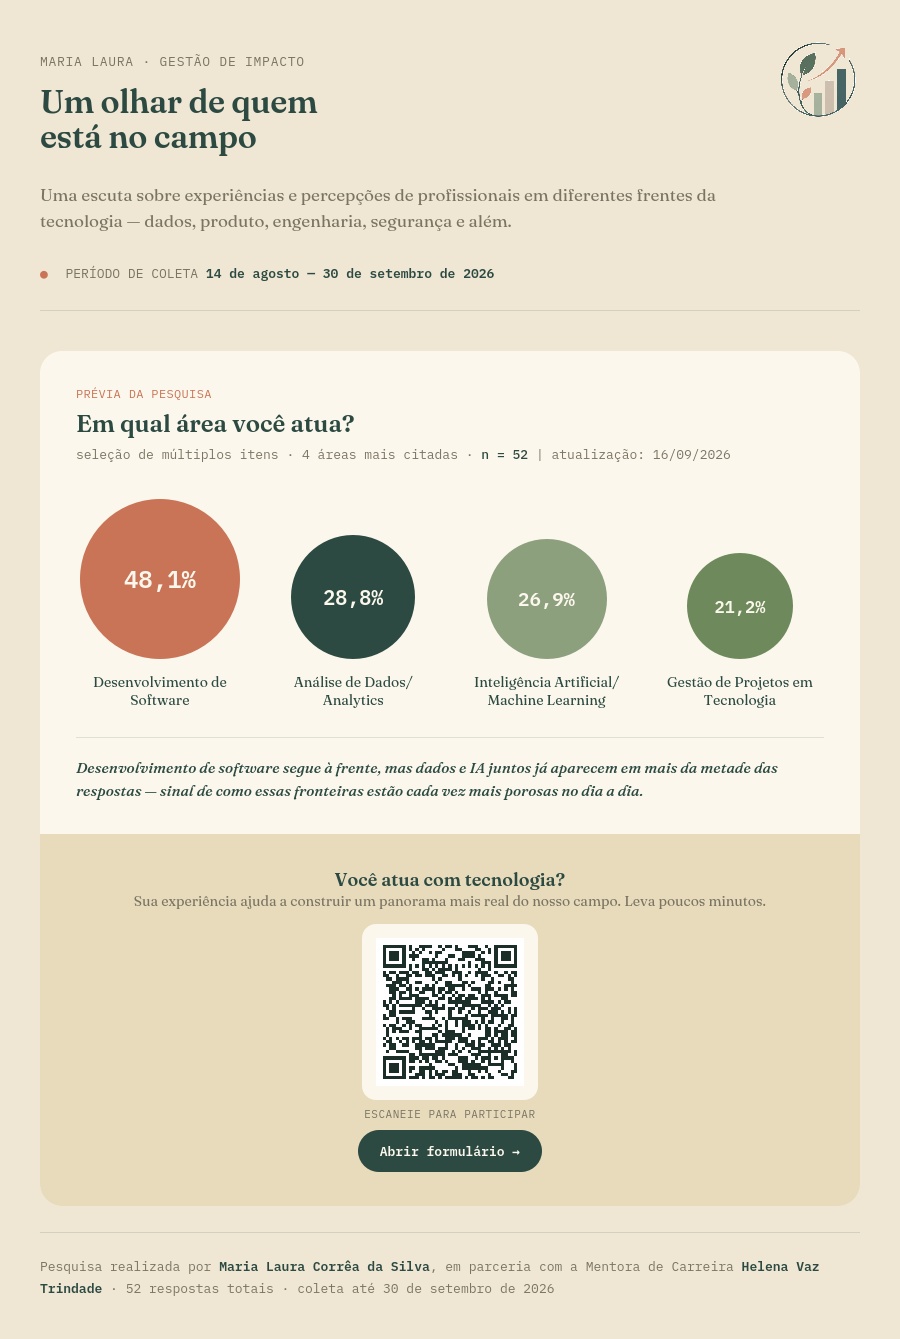 MARIA LAURA · GESTÃO DE IMPACTO
Um olhar de quem
está no campo
Uma escuta sobre experiências e percepções de profissionais em diferentes frentes da
tecnologia — dados, produto, engenharia, segurança e além.
PERÍODO DE COLETA 14 de agosto — 30 de setembro de 2026
PRÉVIA DA PESQUISA
Em qual área você atua?
seleção de múltiplos itens · 4 áreas mais citadas · n = 52 | atualização: 16/09/2026
48,1%
28,8%
26,9%
21,2%
Desenvolvimento de
Software
Análise de Dados/
Analytics
Inteligência Artificial/
Machine Learning
Gestão de Projetos em
Tecnologia
Desenvolvimento de software segue à frente, mas dados e IA juntos já aparecem em mais da metade das
respostas — sinal de como essas fronteiras estão cada vez mais porosas no dia a dia.
Você atua com tecnologia?
Sua experiência ajuda a construir um panorama mais real do nosso campo. Leva poucos minutos.
ESCANEIE PARA PARTICIPAR
Abrir formulário →
Pesquisa realizada por Maria Laura Corrêa da Silva, em parceria com a Mentora de Carreira Helena Vaz
Trindade · 52 respostas totais · coleta até 30 de setembro de 2026